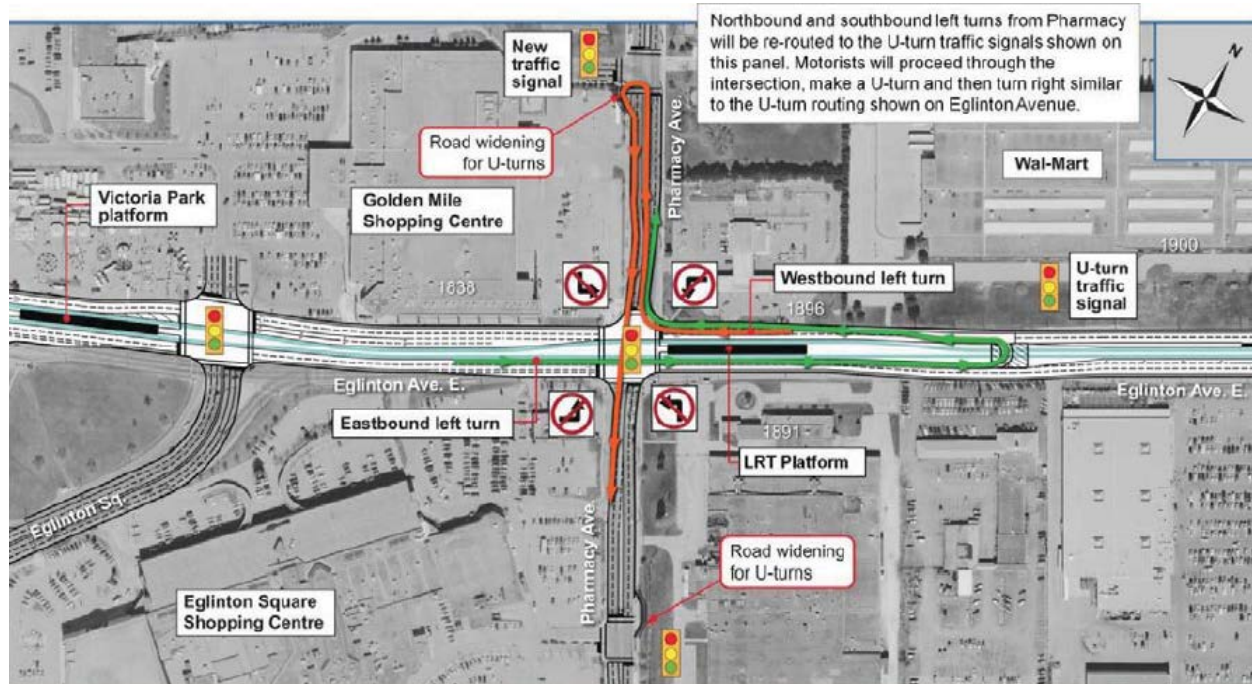 Northbound and southbound left turns from Pharmacy
will be re-routed to the U-turn traffic signals shown on
this panel. Motorists will proceed through the
intersection, make a U-turn and then turn right similar
to the U-turn routing shown on Eglinton Avenue.
N
New
traffic
signal
Road widening
for U-turns
Pharmacy Ave.
Wal-Mart
Victoria Park
platform
Golden Mile
Shopping Centre
1900
1838
Westbound left turn
1896
U-turn
traffic
signal
Eglinton Ave. E.
Eglinton Ave. E.
Eastbound left turn
1891
LRT Platform
Eglinton Sq.
Pharmacy Ave.
Road widening
for U-turns
Eglinton Square
Shopping Centre